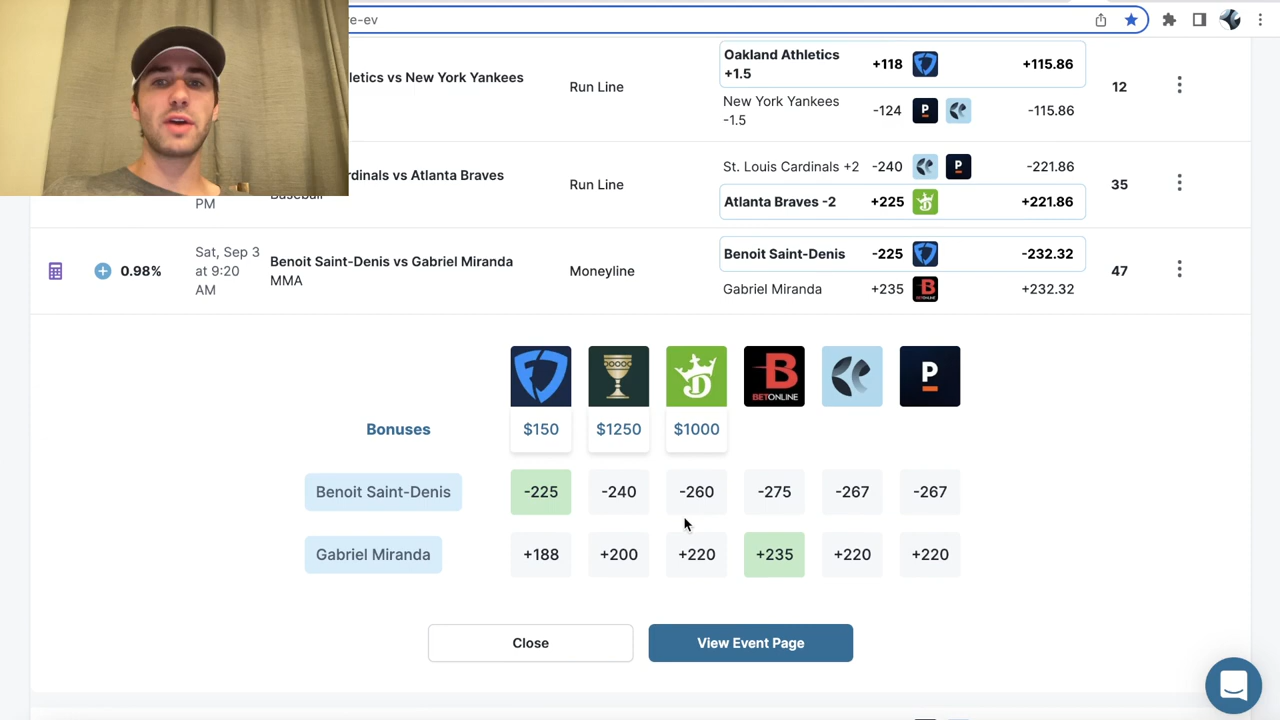 e-ev
Oakland Athletics
+1.5
+118
+115.86
letics vs New York Yankees
Run Line
12
New York Yankees
-1.5
-124
P
-115.86
St. Louis Cardinals +2
-240
P
-221.86
rdinals vs Atlanta Braves
Run Line
35
Baseball
PM
Atlanta Braves -2
+225
+221.86
0.98%
Sat, Sep 3
at 9:20
AM
Benoit Saint-Denis vs Gabriel Miranda
MMA
Moneyline
Benoit Saint-Denis
-225
-232.32
Gabriel Miranda
+235
B
+232.32
47
B
BETONLINE
P
Bonuses
$150
$1250
$1000
Benoit Saint-Denis
-225
-240
-260
-275
-267
-267
Gabriel Miranda
+188
+200
+220
+235
+220
+220
Close
View Event Page